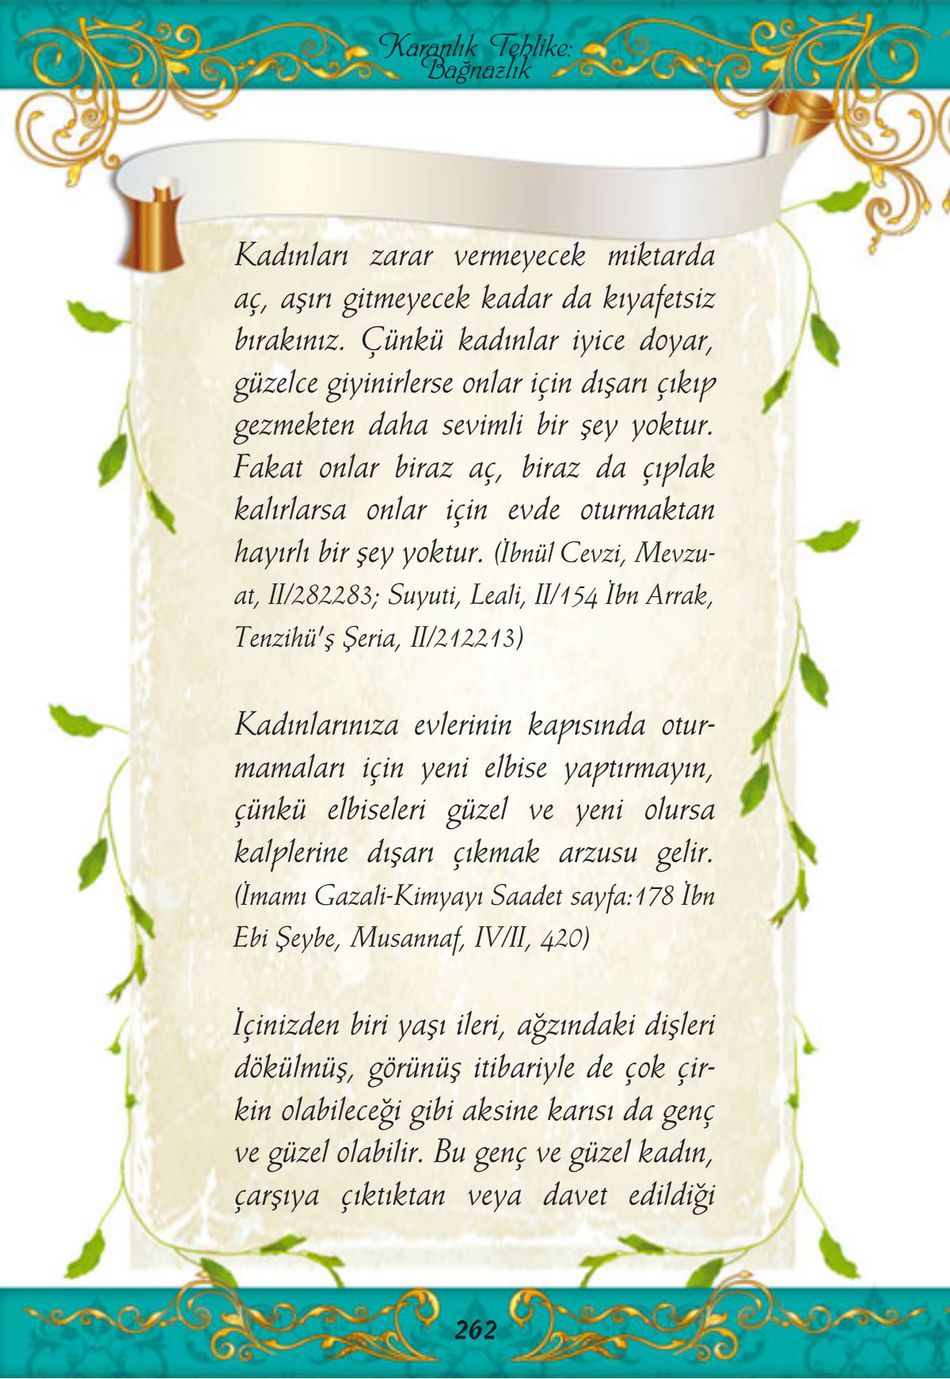 Karanlık Tehlike:
Bağnazlık
Kadınları zarar vermeyecek miktarda
aç, aşırı gitmeyecek kadar da kıyafetsiz
bırakınız. Çünkü kadınlar iyice doyar,
güzelce giyinirlerse onlar için dışarı çıkıp
gezmekten daha sevimli bir şey yoktur.
Fakat onlar biraz aç, biraz da çıplak
kalırlarsa onlar için evde oturmaktan
hayırlı bir şey yoktur. (İbnül Cevzi, Mevzu-
at, II/282283; Suyuti, Leali, II/154 İbn Arrak,
Tenzihü'ş Şeria, II/212213)
Kadınlarınıza evlerinin kapısında otur-
mamaları için yeni elbise yaptırmayın,
çünkü elbiseleri güzel ve yeni olursa
kalplerine dışarı çıkmak arzusu gelir.
(İmamı Gazali-Kimyayı Saadet sayfa:178 İbn
Ebi Şeybe, Musannaf, IV/II, 420)
İçinizden biri yaşı ileri, ağzındaki dişleri
dökülmüş, görünüş itibariyle de çok çir-
kin olabileceği gibi aksine karısı da genç
ve güzel olabilir. Bu genç ve güzel kadın,
çarşıya çıktıktan veya davet edildiği
262